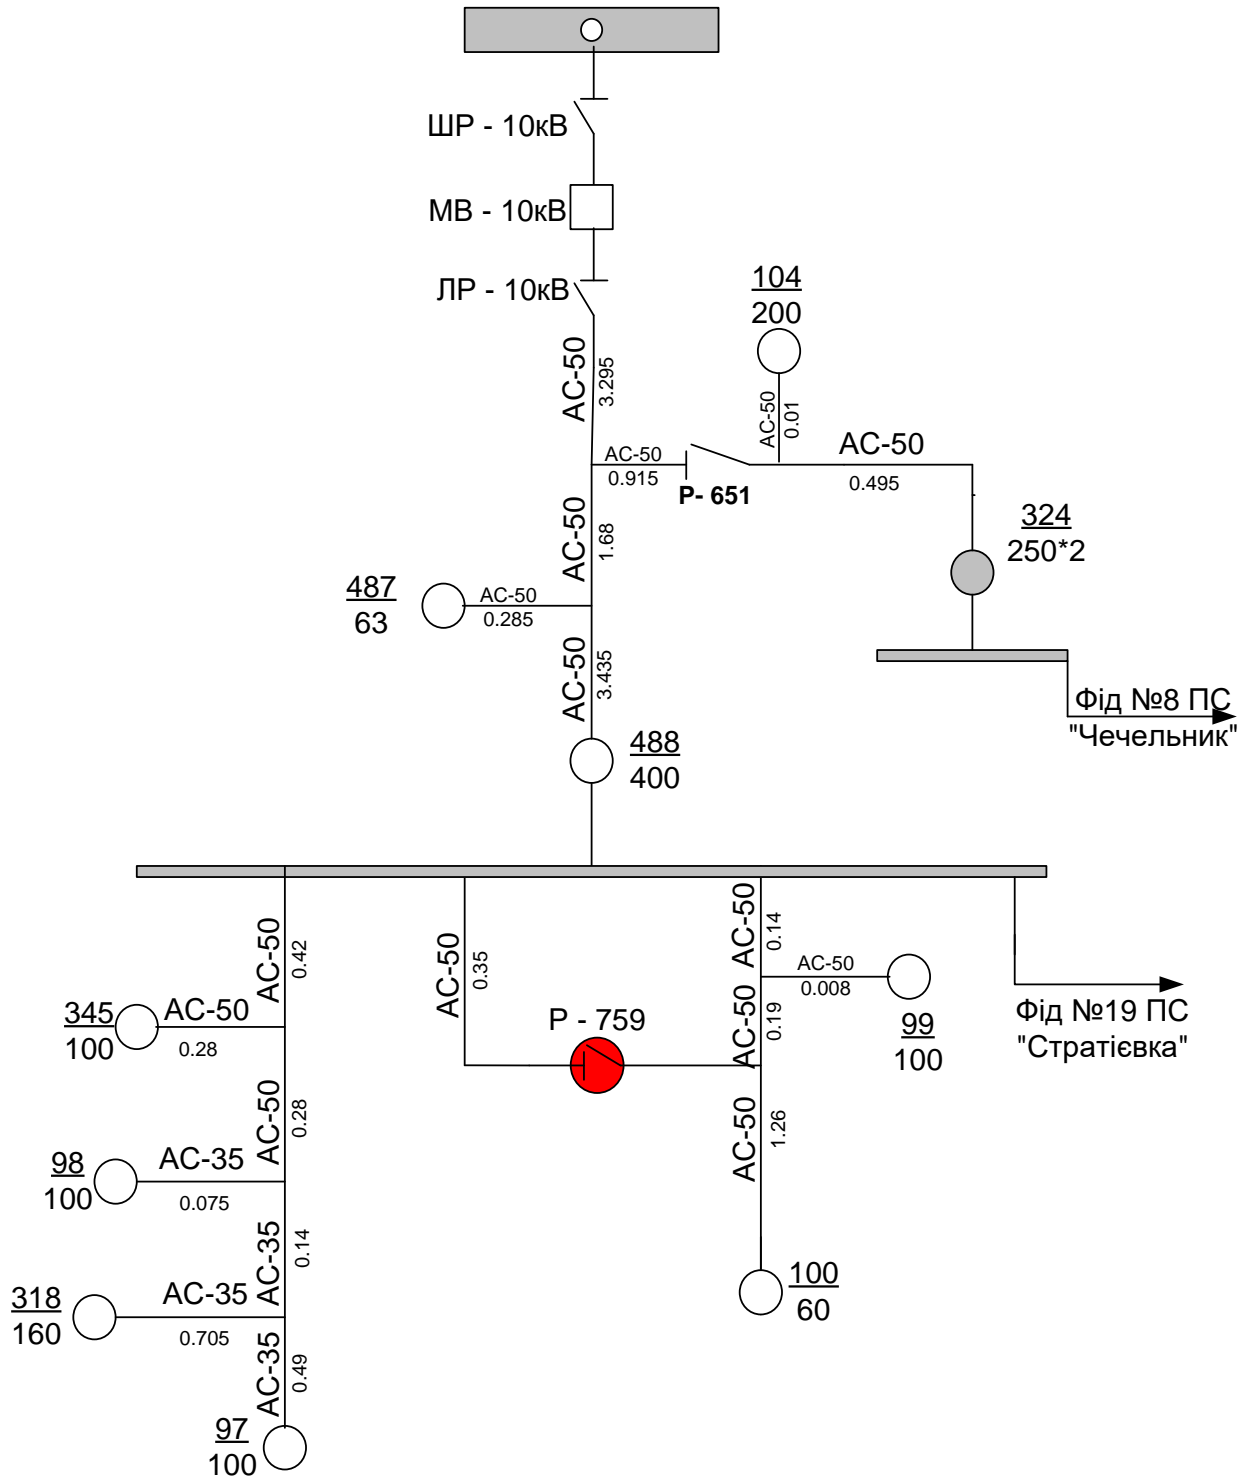 ШР - 10кВ
МВ - 10кВ
ЛР - 10кВ
АС-50
3.295
104
200
АС-50
0.01
АС-50
0.915
Р- 651
АС-50
0.495
324
250*2
АС-50
1.68
487
63
АС-50
0.285
АС-50
3.435
Фід №8 ПС
"Чечельник"
488
400
АС-50
0.42
АС-50
0.35
АС-50
0.14
АС-50
0.008
99
100
Фід №19 ПС
"Стратієвка"
345
100
АС-50
0.28
Р - 759
АС-50
0.19
АС-50
0.28
АС-50
1.26
98
100
АС-35
0.075
АС-35
0.14
100
60
318
160
АС-35
0.705
АС-35
0.49
97
100